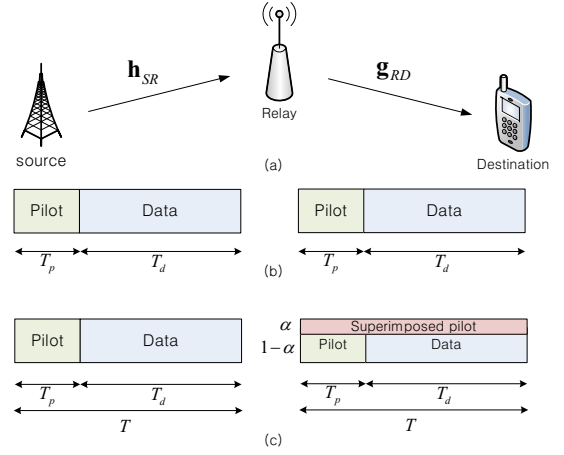 h_SR
g_RD
source
Relay
Destination
(a)
Pilot Data
Pilot Data
T_p T_d
T_p T_d
(b)
Pilot Data
α Superimposed pilot
1−α Pilot Data
T_p T_d
T_p T_d
T
T
(c)